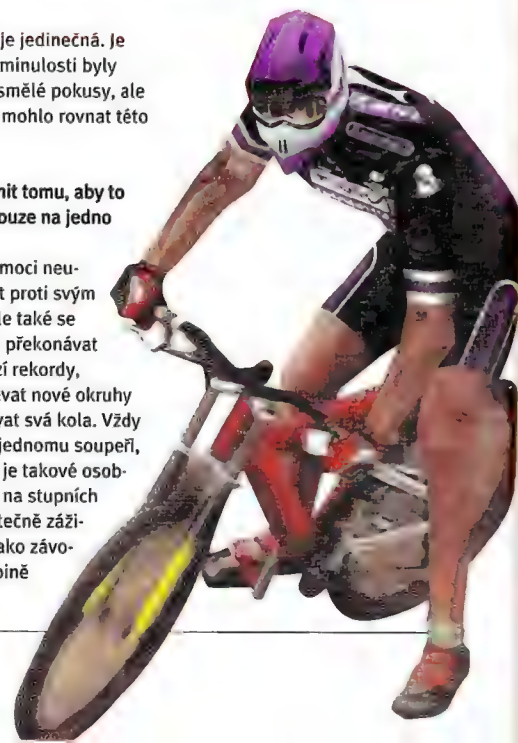 je jedinečná. Je
minulosti byly
smělé pokusy, ale
mohlo rovnat této
nit tomu, aby to
ouze na jedno
moci neu-
t proti svým
le také se
překonávat
zí rekordy,
évat nové okruhy
vat svá kola. Vždy
jednomu soupeři,
je takové osob-
na stupních
tečně záži-
ako závo-
pině